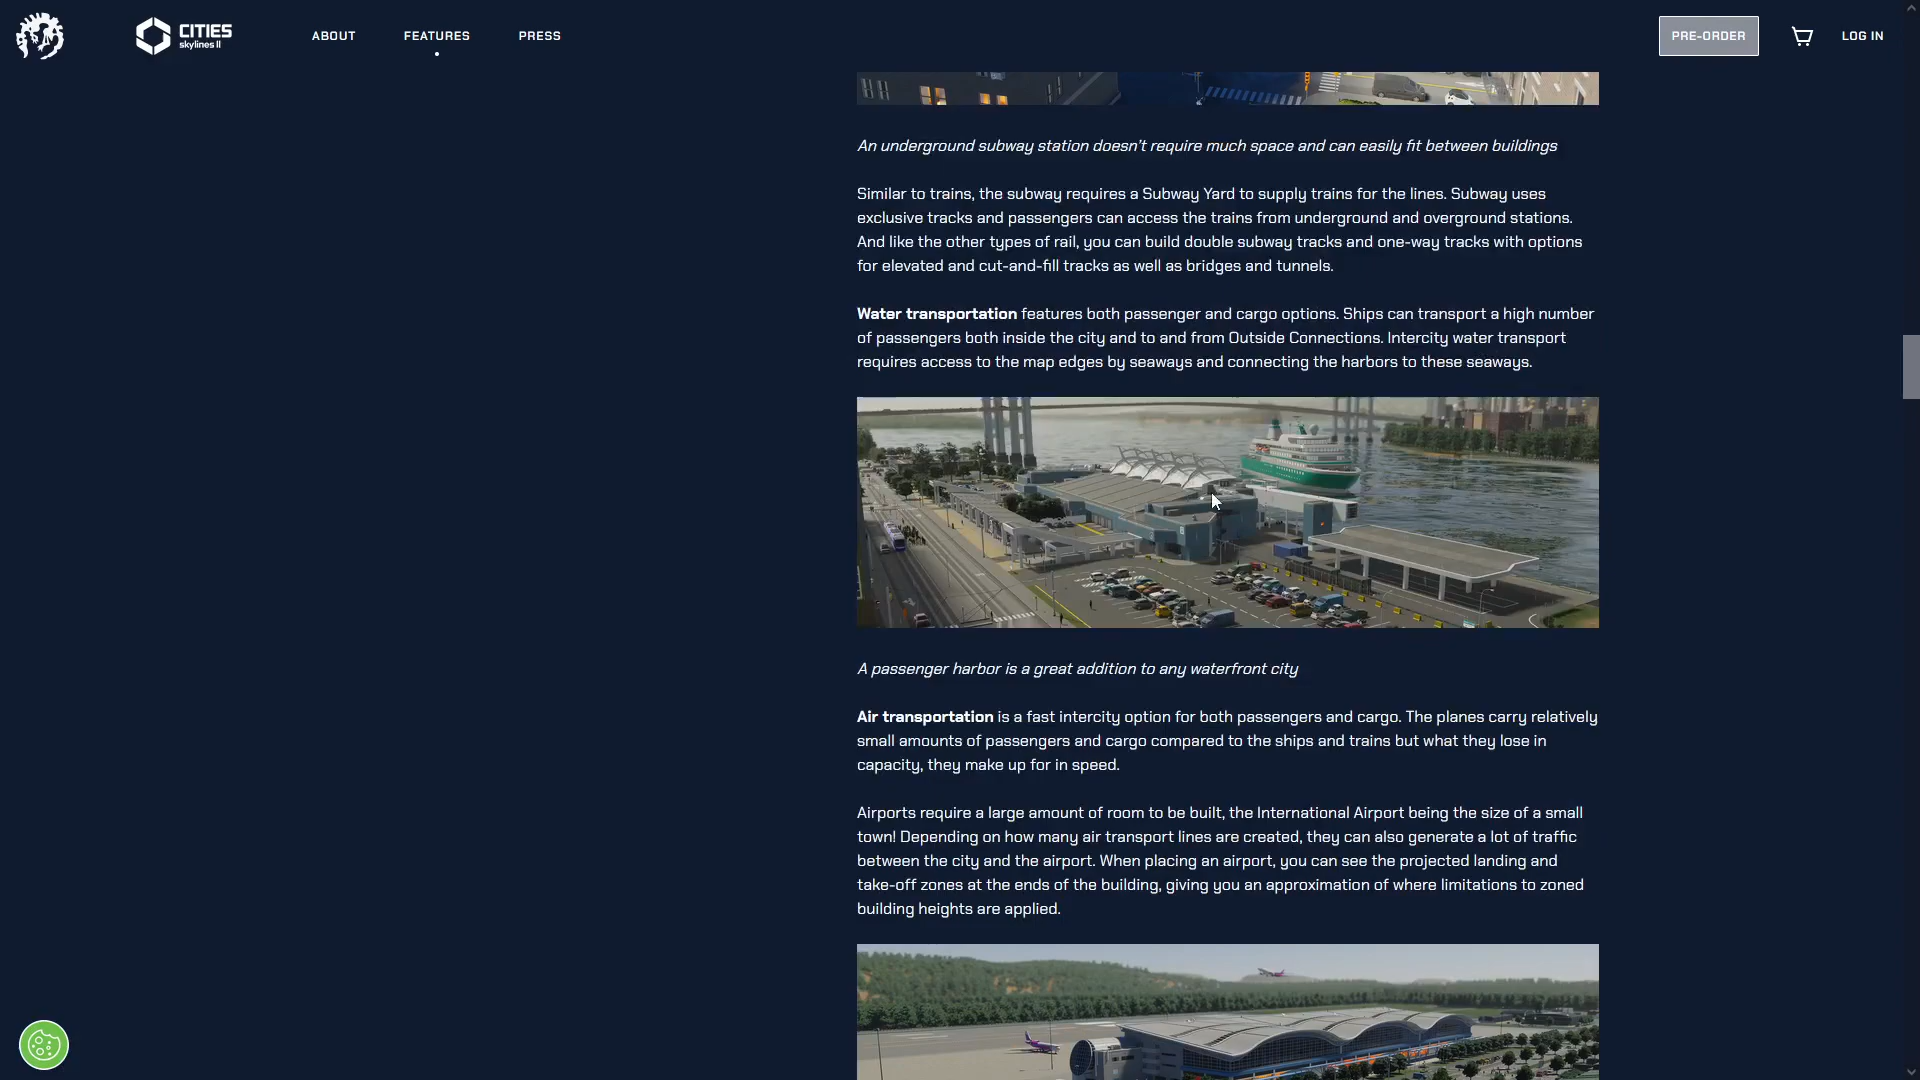 CITIES
skylines II
ABOUT
FEATURES
PRESS
PRE-ORDER
LOG IN
An underground subway station doesn't require much space and can easily fit between buildings
Similar to trains, the subway requires a Subway Yard to supply trains for the lines. Subway uses
exclusive tracks and passengers can access the trains from underground and overground stations.
And like the other types of rail, you can build double subway tracks and one-way tracks with options
for elevated and cut-and-fill tracks as well as bridges and tunnels.
Water transportation features both passenger and cargo options. Ships can transport a high number
of passengers both inside the city and to and from Outside Connections. Intercity water transport
requires access to the map edges by seaways and connecting the harbors to these seaways.
A passenger harbor is a great addition to any waterfront city
Air transportation is a fast intercity option for both passengers and cargo. The planes carry relatively
small amounts of passengers and cargo compared to the ships and trains but what they lose in
capacity, they make up for in speed.
Airports require a large amount of room to be built, the International Airport being the size of a small
town! Depending on how many air transport lines are created, they can also generate a lot of traffic
between the city and the airport. When placing an airport, you can see the projected landing and
take-off zones at the ends of the building, giving you an approximation of where limitations to zoned
building heights are applied.